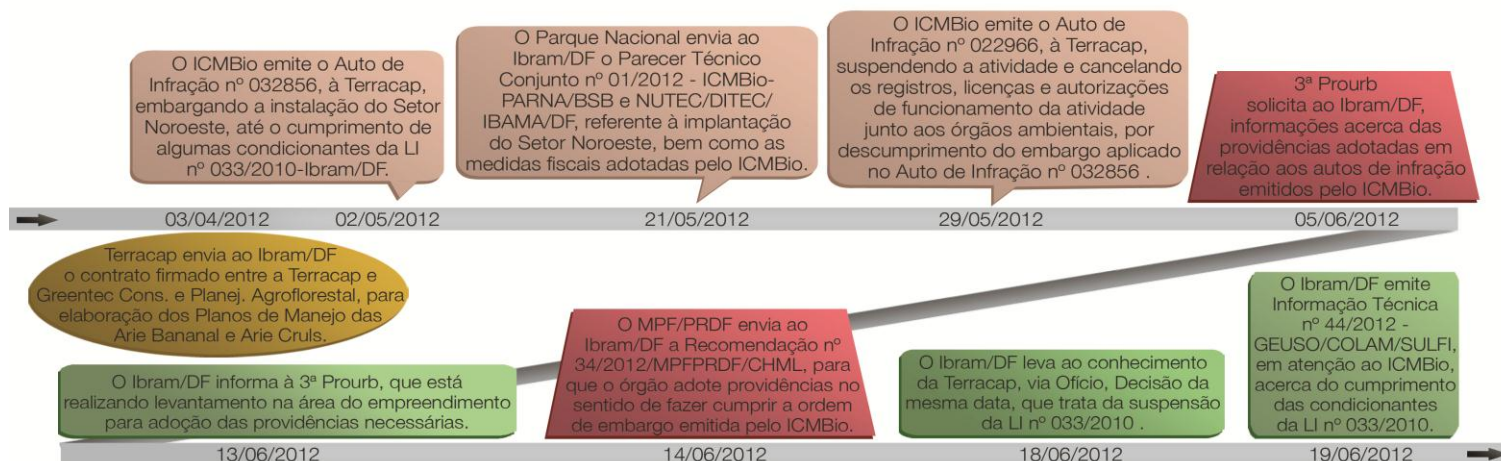 O ICMBio emite o Auto de
Infração nº 032856, à Terracap,
embargando a instalação do Setor
Noroeste, até o cumprimento de
algumas condicionantes da LI
nº 033/2010-Ibram/DF.
O Parque Nacional envia ao
Ibram/DF o Parecer Técnico
Conjunto nº 01/2012 - ICMBio-
PARNA/BSB e NUTEC/DITEC/
IBAMA/DF, referente à implantação
do Setor Noroeste, bem como as
medidas fiscais adotadas pelo ICMBio.
O ICMBio emite o Auto de
Infração nº 022966, à Terracap,
suspendendo a atividade e cancelando
os registros, licenças e autorizações
de funcionamento da atividade
junto aos órgãos ambientais, por
descumprimento do embargo aplicado
no Auto de Infração nº 032856 .
3ª Prourb
solicita ao Ibram/DF,
informações acerca das
providências adotadas em
relação aos autos de infração
emitidos pelo ICMBio.
03/04/2012 02/05/2012 21/05/2012 29/05/2012 05/06/2012
Terracap envia ao Ibram/DF
o contrato firmado entre a Terracap e
Greentec Cons. e Planej. Agroflorestal, para
elaboração dos Planos de Manejo das
Arie Bananal e Arie Cruls.
O Ibram/DF informa à 3ª Prourb, que está
realizando levantamento na área do empreendimento
para adoção das providências necessárias.
O MPF/PRDF envia ao
Ibram/DF a Recomendação nº
34/2012/MPFPRDF/CHML, para
que o órgão adote providências no
sentido de fazer cumprir a ordem
de embargo emitida pelo ICMBio.
O Ibram/DF leva ao conhecimento
da Terracap, via Ofício, Decisão da
mesma data, que trata da suspensão
da LI nº 033/2010 .
O Ibram/DF emite
Informação Técnica
nº 44/2012 -
GEUSO/COLAM/SULFI,
em atenção ao ICMBio,
acerca do cumprimento
das condicionantes
da LI nº 033/2010.
13/06/2012 14/06/2012 18/06/2012 19/06/2012